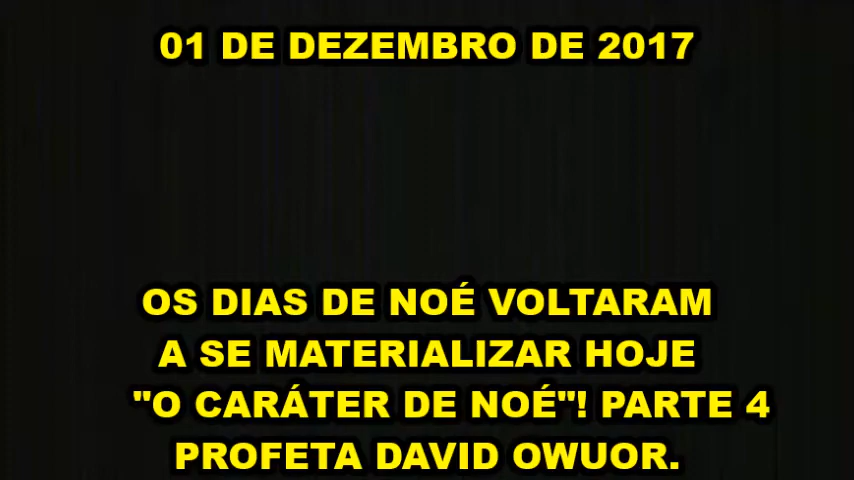 01 DE DEZEMBRO DE 2017
OS DIAS DE NOÉ VOLTARAM
A SE MATERIALIZAR HOJE
"O CARÁTER DE NOÉ"! PARTE 4
PROFETA DAVID OWUOR.